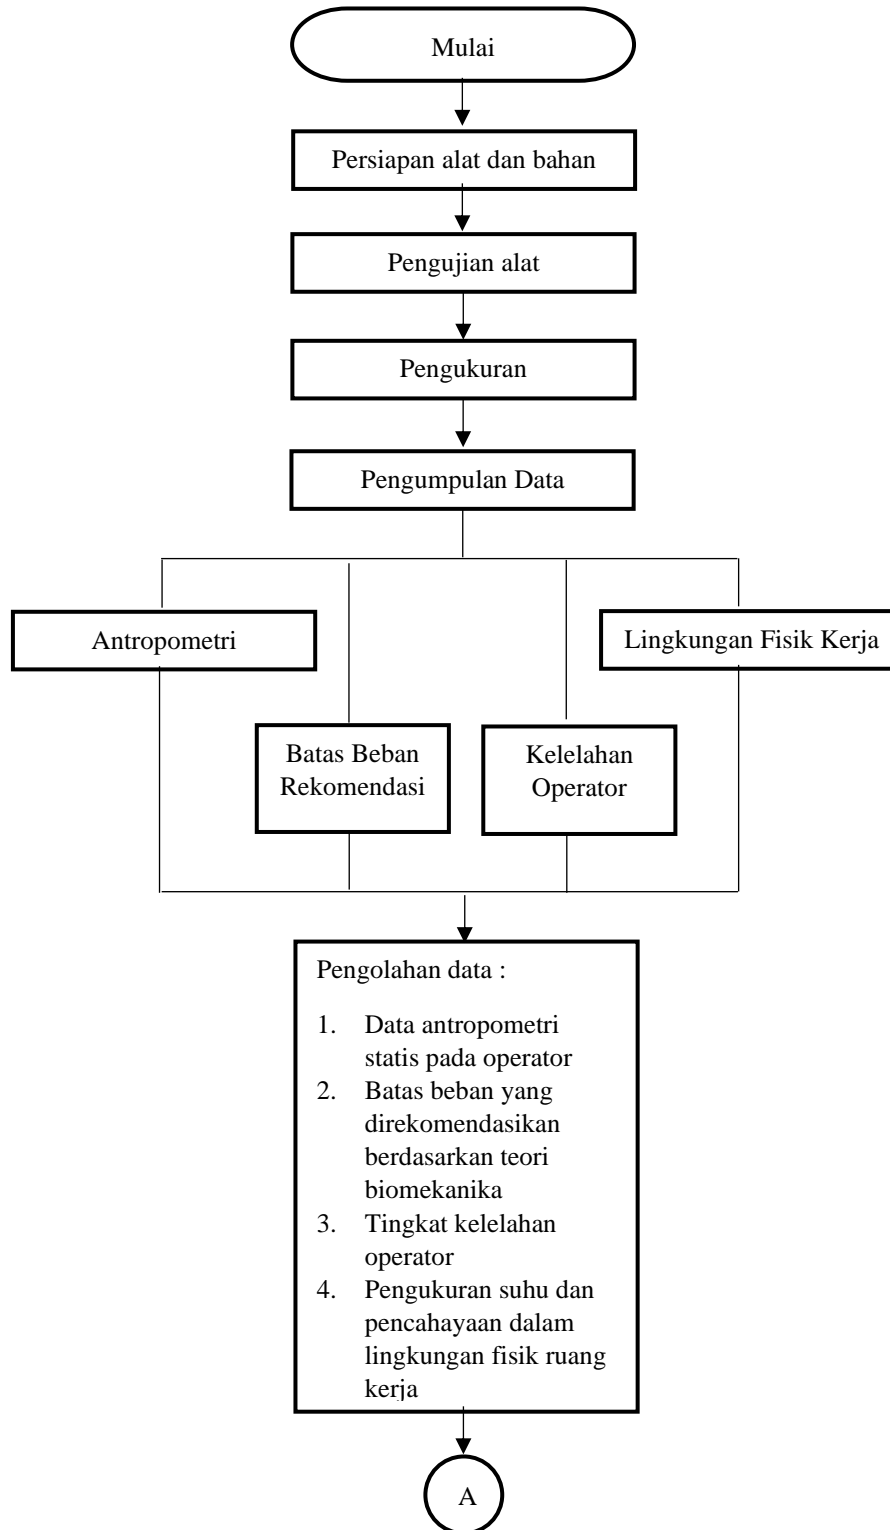 Mulai
Persiapan alat dan bahan
Pengujian alat
Pengukuran
Pengumpulan Data
Antropometri
Lingkungan Fisik Kerja
Batas Beban
Rekomendasi
Kelelahan
Operator
Pengolahan data :
1. Data antropometri
statis pada operator
2. Batas beban yang
direkomendasikan
berdasarkan teori
biomekanika
3. Tingkat kelelahan
operator
4. Pengukuran suhu dan
pencahayaan dalam
lingkungan fisik ruang
kerja
A